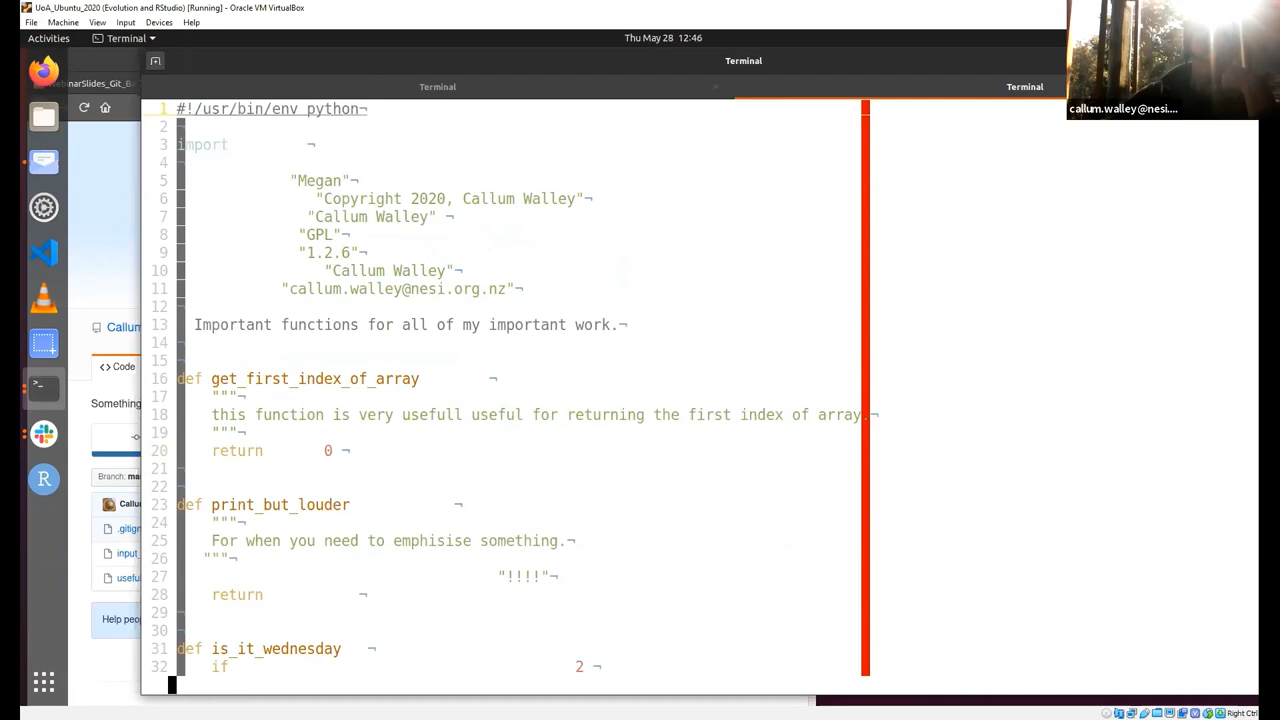 UoA_Ubuntu_2020 (Evolution and RStudio) [Running] - Oracle VM VirtualBox
File Machine View Input Devices Help
Activities Terminal Thu May 28 12:46
Terminal
binarSlides_Git_Ba
Terminal Terminal
callum.walley@nesi....
1 #!/usr/bin/env python¬
2 ¬
3 import ¬
4 ¬
5 "Megan"¬
6 "Copyright 2020, Callum Walley"¬
7 "Callum Walley" ¬
8 "GPL"¬
9 "1.2.6"¬
10 "Callum Walley"¬
11 "callum.walley@nesi.org.nz"¬
12 ¬
13 Important functions for all of my important work.¬
14 ¬
15 ¬
16 def get_first_index_of_array ¬
17 """¬
18 this function is very usefull useful for returning the first index of array.¬
19 """¬
20 return 0 ¬
21 ¬
22 ¬
23 def print_but_louder ¬
24 """¬
25 For when you need to emphisise something.¬
26 """¬
27 "!!!!"¬
28 return ¬
29 ¬
30 ¬
31 def is_it_wednesday ¬
32 if 2 ¬
Callum
<> Code
Something
Branch: mas
Callu
.gitign
input_
usefu
Help peop
Right Ctrl